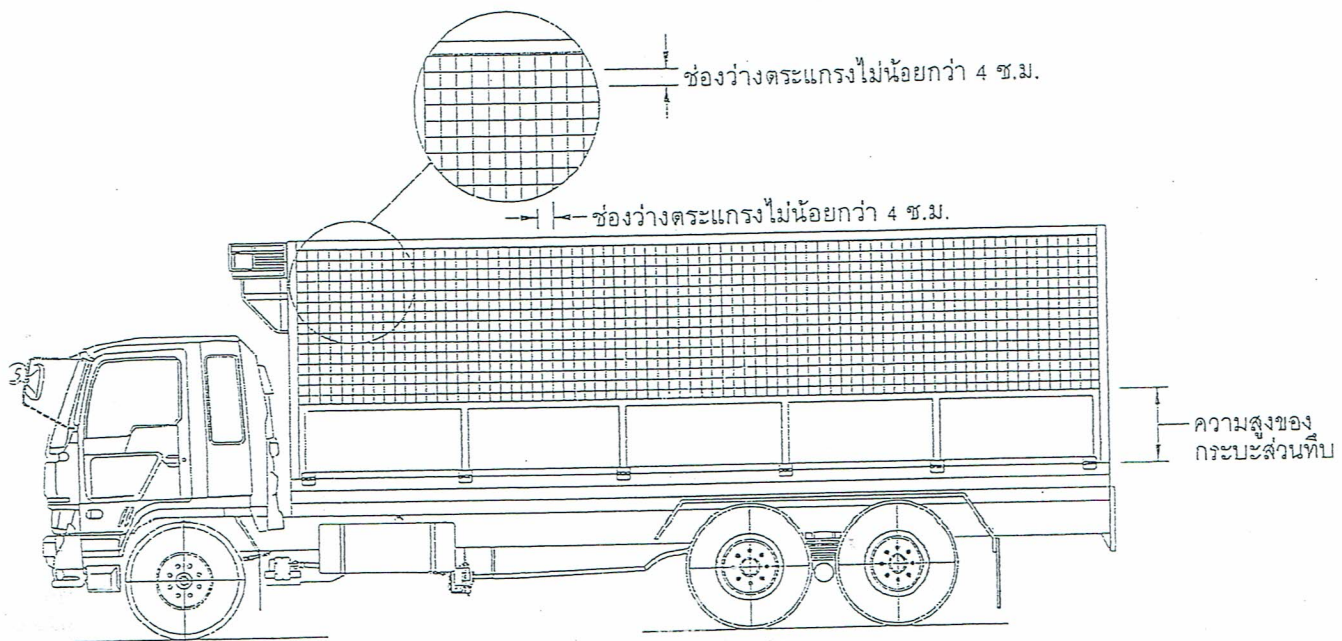 ช่องว่างตระแกรงไม่น้อยกว่า 4 ซ.ม.
ช่องว่างตระแกรงไม่น้อยกว่า 4 ซ.ม.
ความสูงของ
กระบะส่วนทึบ